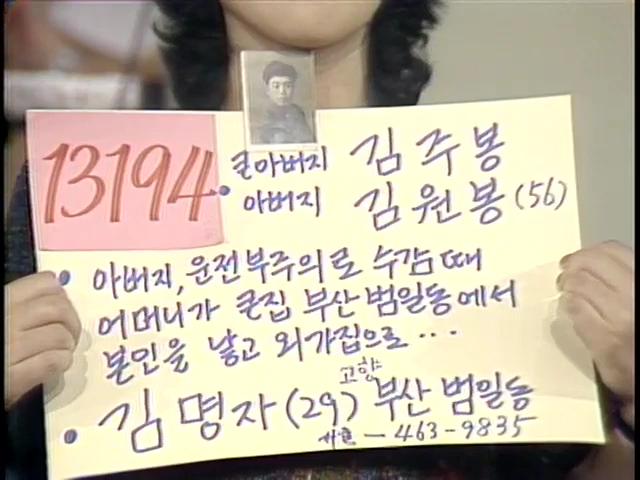 13194
큰아버지 김주봉
아버지 김원봉 (56)
아버지, 운전부주의로 수감때
어머니가 큰집 부산 범일동에서
본인을 낳고 외가집으로 ···
고향
김명자 (29) 부산 범일동
서울 - 463-9835